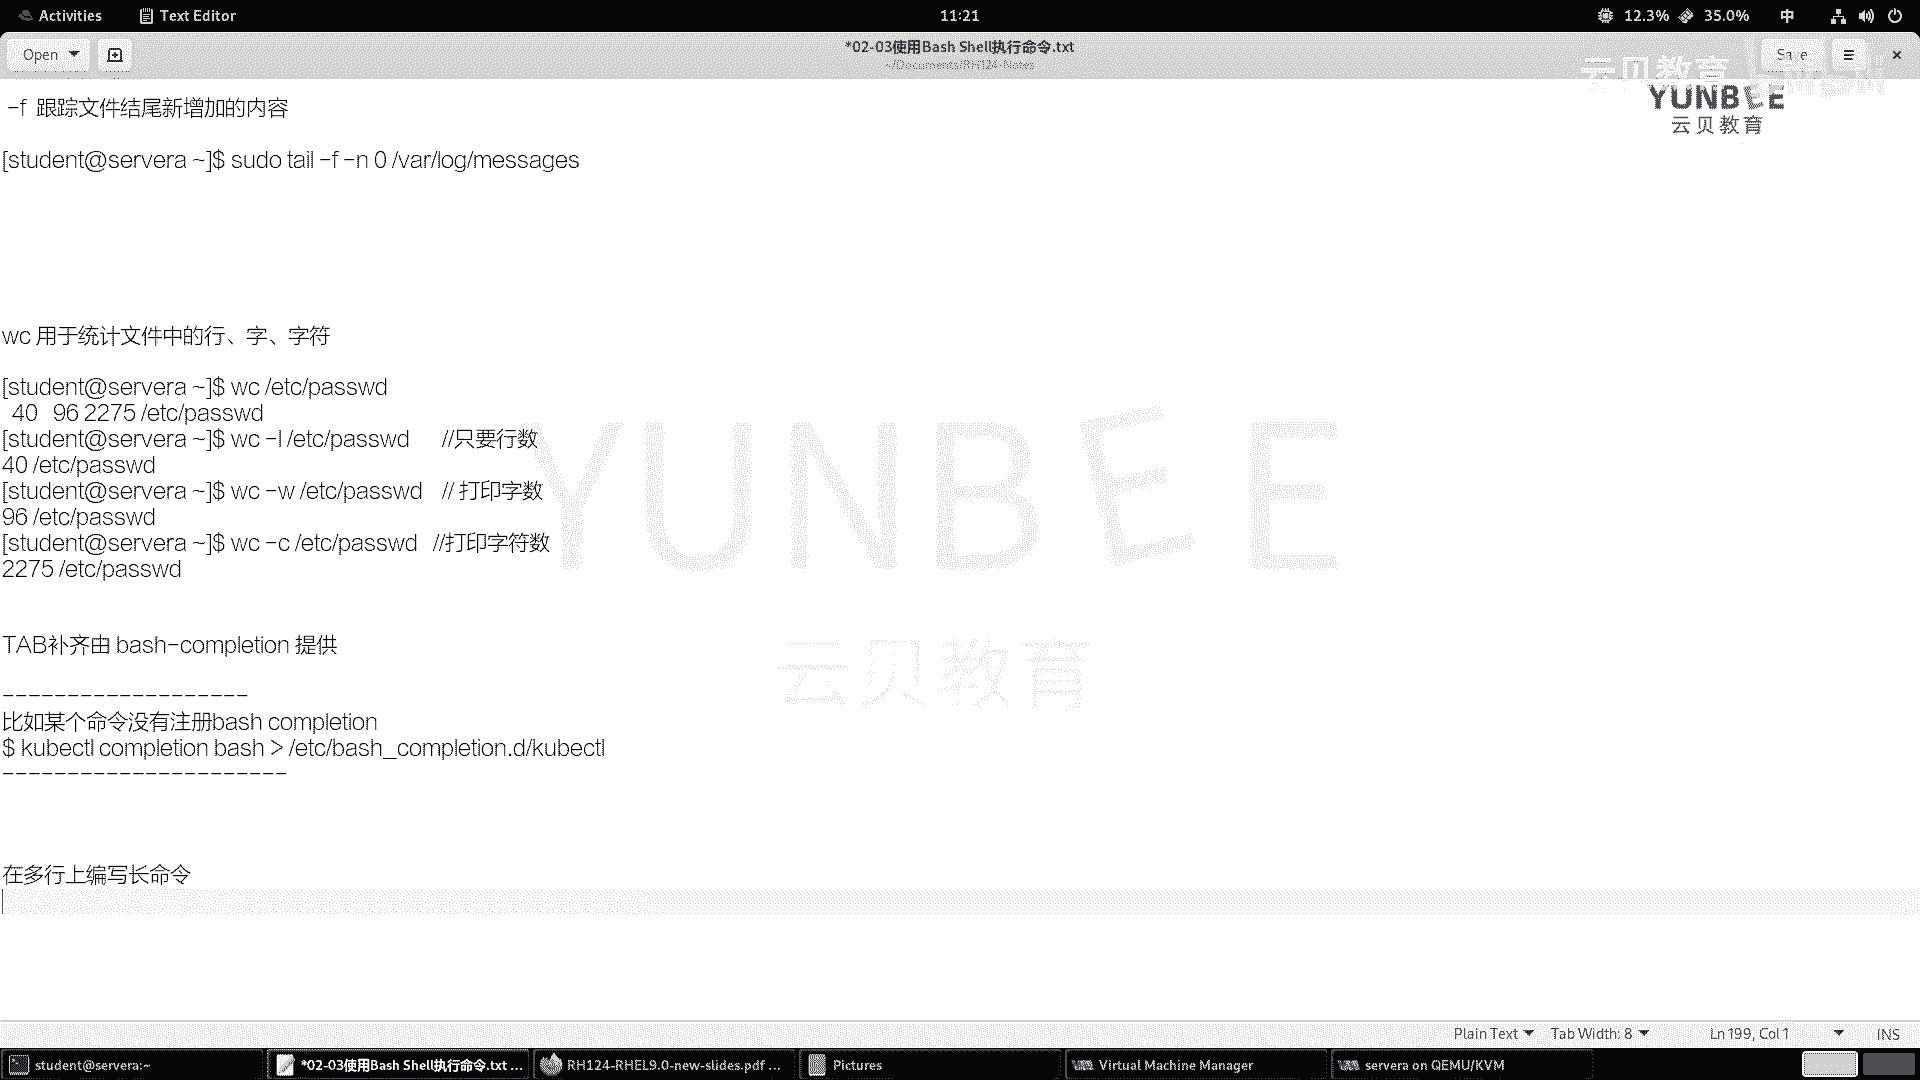 Activities Text Editor 11:21 12.3% 35.0% 中
Open *02-03使用Bash Shell执行命令.txt Save
~/Documents/RH124-Notes
云贝教育
YUNBEE
云贝教育
-f 跟踪文件结尾新增加的内容
[student@servera ~]$ sudo tail -f -n 0 /var/log/messages
wc 用于统计文件中的行、字、字符
[student@servera ~]$ wc /etc/passwd
40 96 2275 /etc/passwd
[student@servera ~]$ wc -l /etc/passwd //只要行数
40 /etc/passwd
[student@servera ~]$ wc -w /etc/passwd // 打印字数
96 /etc/passwd
[student@servera ~]$ wc -c /etc/passwd //打印字符数
2275 /etc/passwd
YUNBEE
云贝教育
TAB补齐由 bash-completion 提供
-------------------
比如某个命令没有注册bash completion
$ kubectl completion bash > /etc/bash_completion.d/kubectl
----------------------
在多行上编写长命令
Plain Text Tab Width: 8 Ln 199, Col 1 INS
student@servera:~ *02-03使用Bash Shell执行命令.txt ... RH124-RHEL9.0-new-slides.pdf ... Pictures Virtual Machine Manager servera on QEMU/KVM